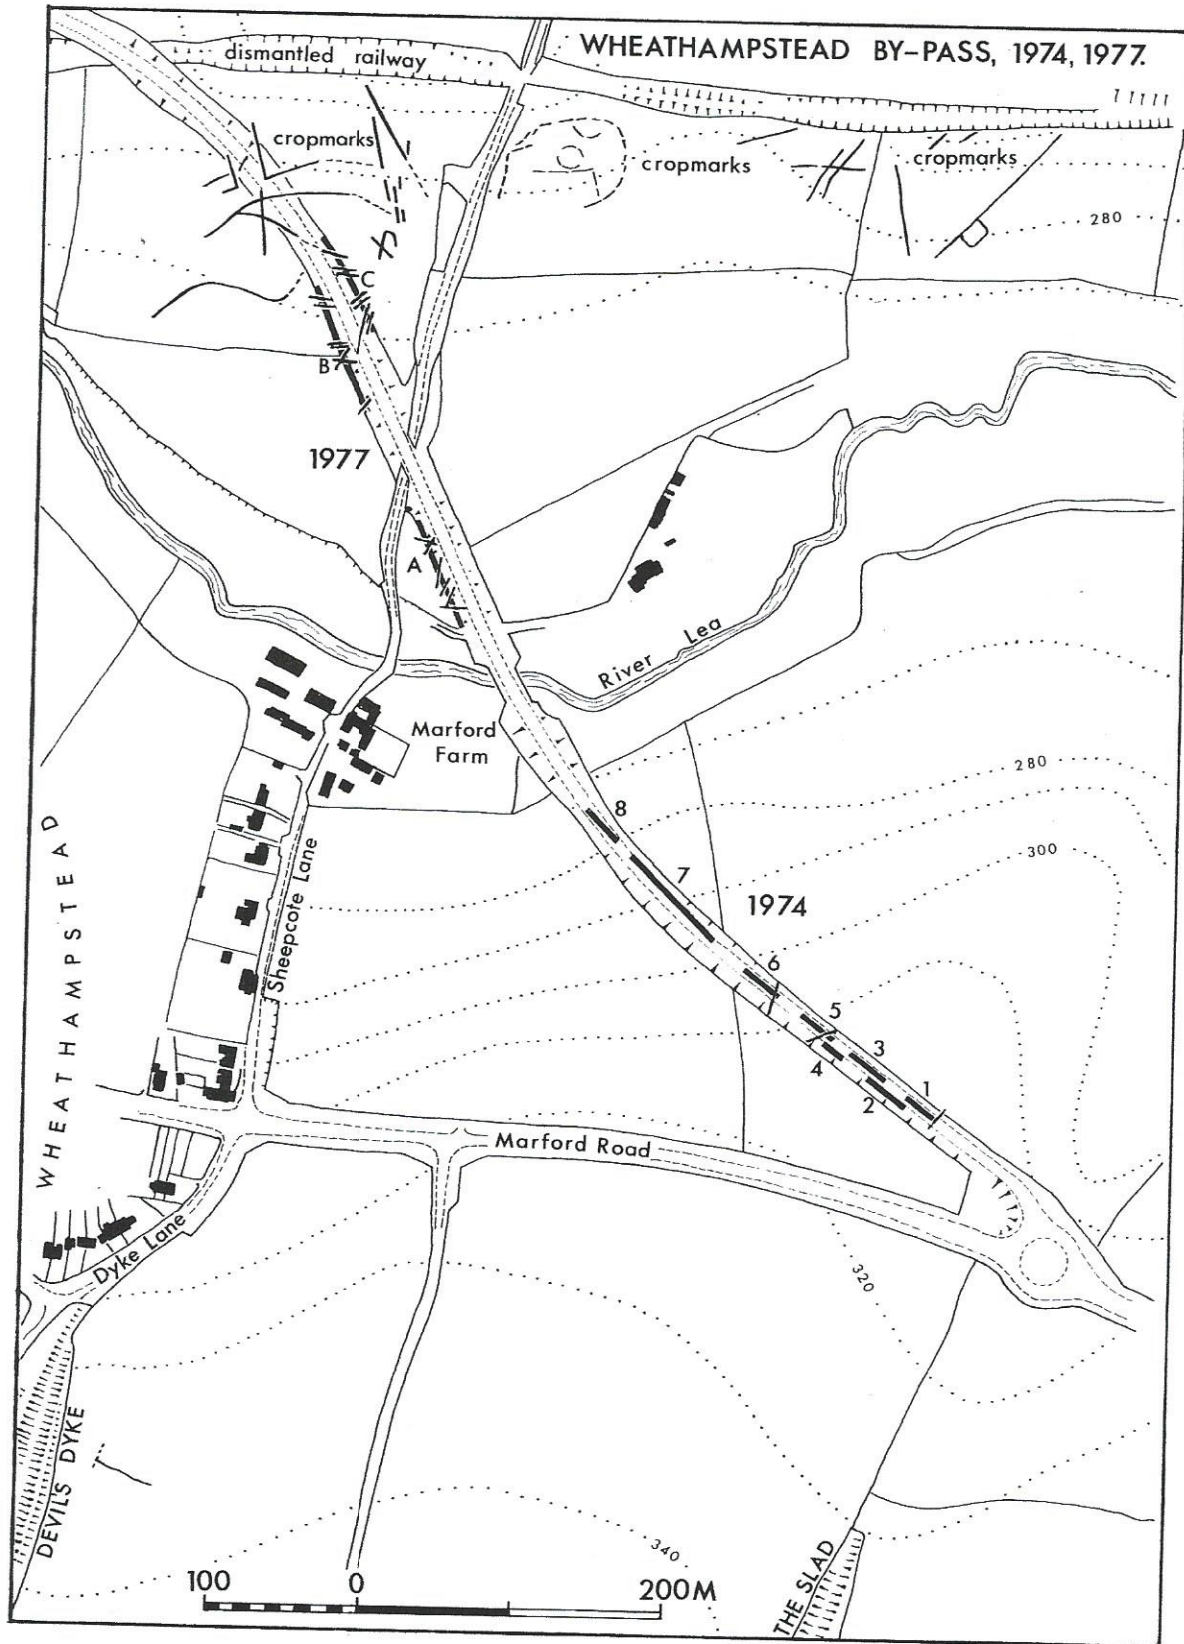 WHEATHAMPSTEAD BY-PASS, 1974, 1977.
dismantled railway
cropmarks
cropmarks
cropmarks
280
C
B
1977
A
River Lea
Marford
Farm
280
8
300
7
1974
Sheepcote Lane
WHEATHAMPSTEAD
6
5
3
4
1
2
Marford Road
Dyke Lane
320
DEVIL'S DYKE
340
THE SLAD
100 0 200M